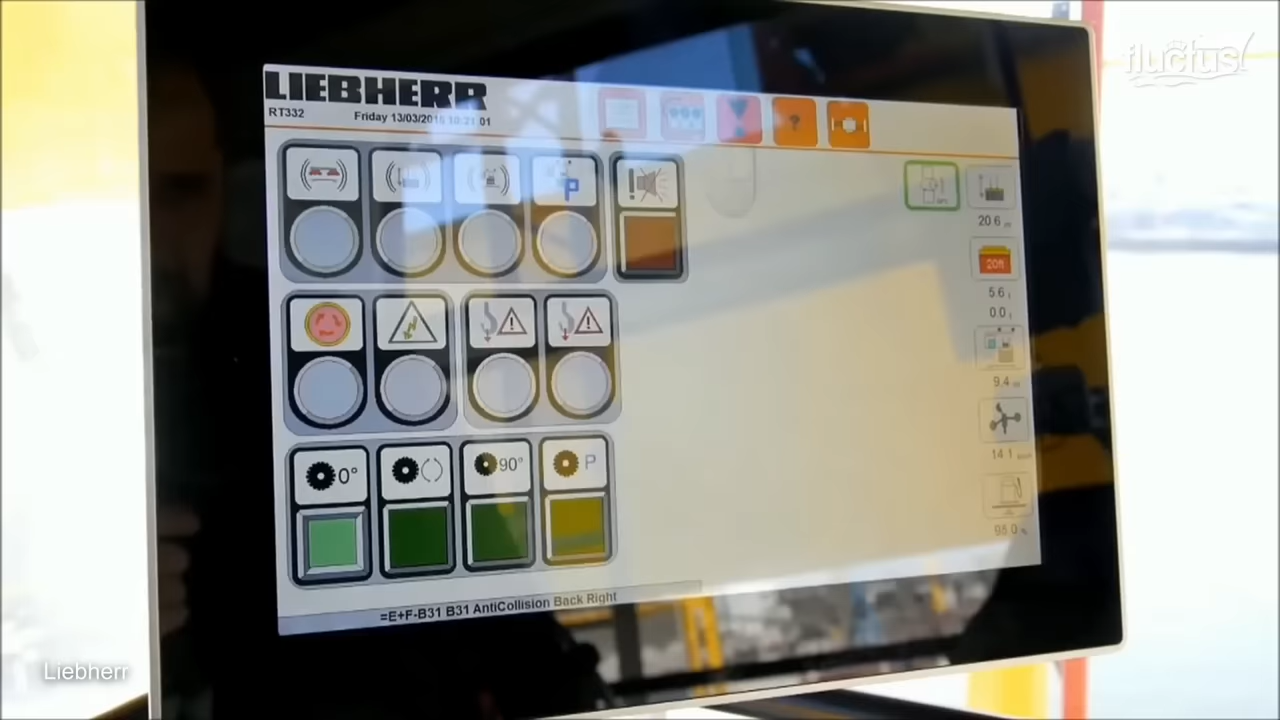 fluctus
LIEBHERR
RT332
Friday 13/03/2015 10:21:01
P
!
20.6 m
20ft
5.6 t
0.0 t
9.4 m
14.1
95.0 %
0°
90°
P
=E+F-B31 B31 AntiCollision Back Right
Liebherr